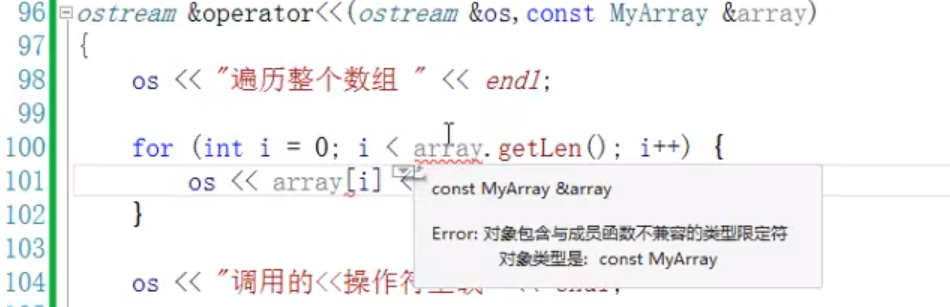 96 ostream &operator<<(ostream &os,const MyArray &array)
97 {
98 os << "遍历整个数组 " << endl;
99
100 for (int i = 0; i < array.getLen(); i++) {
101 os << array[i] <
const MyArray &array
Error: 对象包含与成员函数不兼容的类型限定符
对象类型是: const MyArray
102 }
103
104 os << "调用的<<操作符